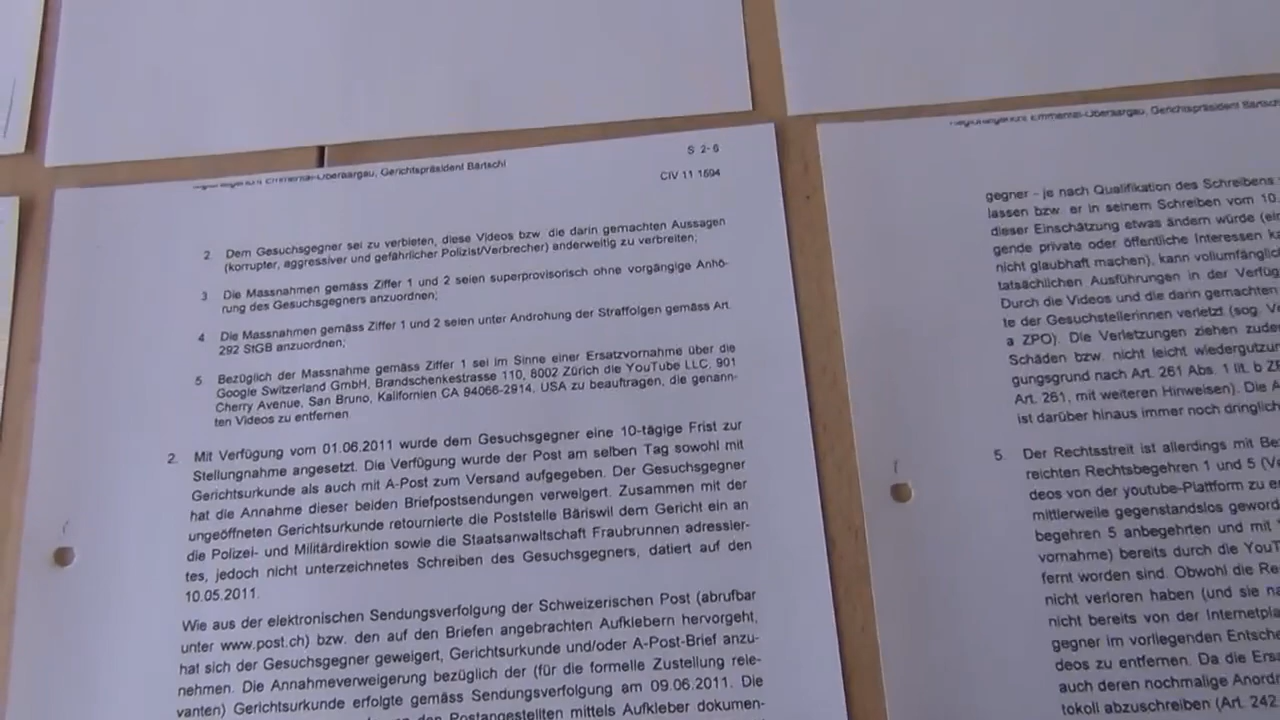 Emmental-Oberaargau, Gerichtspräsident Bärtschi
S 2-6
CIV 11 1594
2. Dem Gesuchsgegner sei zu verbieten, diese Videos bzw. die darin gemachten Aussagen
(korrupter, aggressiver und gefährlicher Polizist/Verbrecher) anderweitig zu verbreiten;
3 Die Massnahmen gemäss Ziffer 1 und 2 seien superprovisorisch ohne vorgängige Anhö-
rung des Gesuchsgegners anzuordnen;
4 Die Massnahmen gemäss Ziffer 1 und 2 seien unter Androhung der Straffolgen gemäss Art.
292 StGB anzuordnen;
5 Bezüglich der Massnahme gemäss Ziffer 1 sei im Sinne einer Ersatzvornahme über die
Google Switzerland GmbH, Brandschenkestrasse 110, 8002 Zürich die YouTube LLC, 901
Cherry Avenue, San Bruno, Kalifornien CA 94066-2914, USA zu beauftragen, die genann-
ten Videos zu entfernen
2. Mit Verfügung vom 01.06.2011 wurde dem Gesuchsgegner eine 10-tägige Frist zur
Stellungnahme angesetzt. Die Verfügung wurde der Post am selben Tag sowohl mit
Gerichtsurkunde als auch mit A-Post zum Versand aufgegeben. Der Gesuchsgegner
hat die Annahme dieser beiden Briefpostsendungen verweigert. Zusammen mit der
ungeöffneten Gerichtsurkunde retournierte die Poststelle Bäriswil dem Gericht ein an
die Polizei- und Militärdirektion sowie die Staatsanwaltschaft Fraubrunnen adressier-
tes, jedoch nicht unterzeichnetes Schreiben des Gesuchsgegners, datiert auf den
10.05.2011.
Wie aus der elektronischen Sendungsverfolgung der Schweizerischen Post (abrufbar
unter www.post.ch) bzw. den auf den Briefen angebrachten Aufklebern hervorgeht,
hat sich der Gesuchsgegner geweigert, Gerichtsurkunde und/oder A-Post-Brief anzu-
nehmen. Die Annahmeverweigerung bezüglich der (für die formelle Zustellung rele-
vanten) Gerichtsurkunde erfolgte gemäss Sendungsverfolgung am 09.06.2011. Die
den Postangestellten mittels Aufkleber dokumen-
Emmental-Oberaargau, Gerichtspräsident Bärtsch
gegner - je nach Qualifikation des Schreibens
lassen bzw. er in seinem Schreiben vom 10.
dieser Einschätzung etwas ändern würde (ein
gende private oder öffentliche Interessen ka
nicht glaubhaft machen), kann vollumfänglic
tatsächlichen Ausführungen in der Verfüg
Durch die Videos und die darin gemachten
te der Gesuchstellerinnen verletzt (sog. Ve
a ZPO). Die Verletzungen ziehen zude
Schäden bzw. nicht leicht wiedergutzu
gungsgrund nach Art. 261 Abs. 1 lit. b ZP
Art. 261, mit weiteren Hinweisen). Die A
ist darüber hinaus immer noch dringlich
5. Der Rechtsstreit ist allerdings mit Be
reichten Rechtsbegehren 1 und 5 (Ve
deos von der youtube-Plattform zu en
mittlerweile gegenstandslos geword
begehren 5 anbegehrten und mit
vornahme) bereits durch die YouT
fernt worden sind. Obwohl die Re
nicht verloren haben (und sie na
nicht bereits von der Internetpla
gegner im vorliegenden Entsche
deos zu entfernen. Da die Ersa
auch deren nochmalige Anord
tokoll abzuschreiben (Art. 242